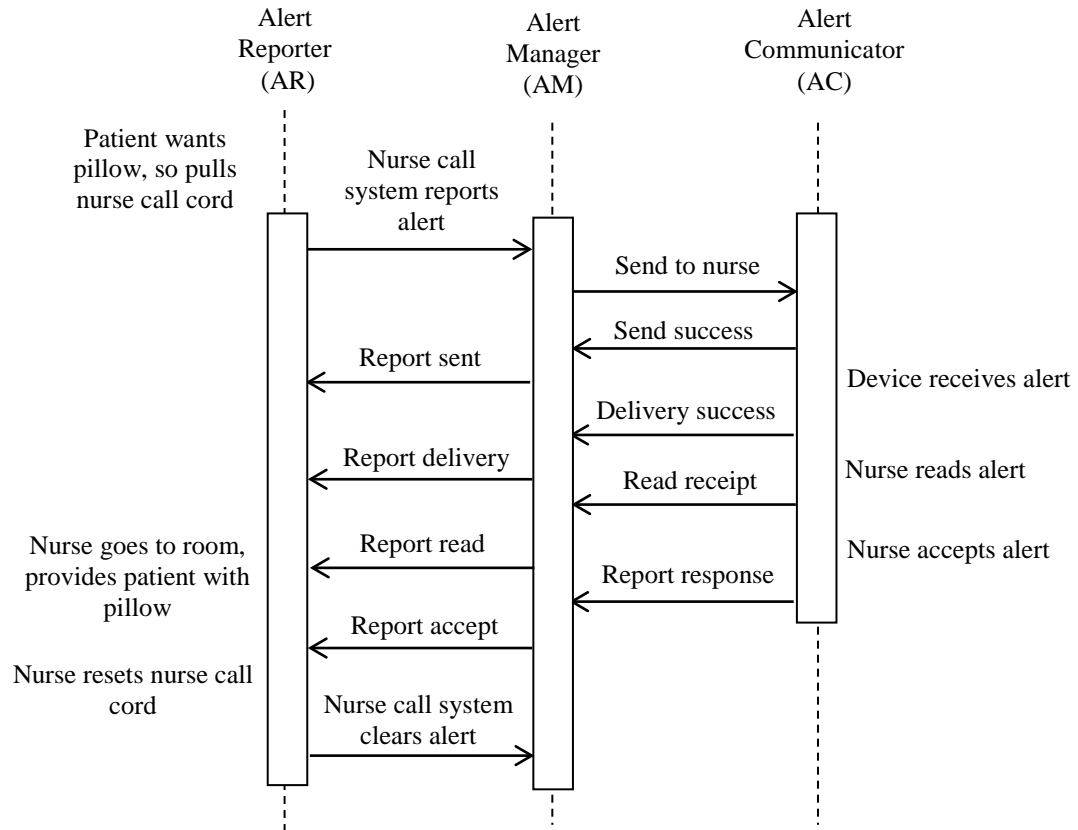 Alert
Reporter
(AR)
Alert
Manager
(AM)
Alert
Communicator
(AC)
Patient wants
pillow, so pulls
nurse call cord
Nurse call
system reports
alert
Send to nurse
Send success
Report sent
Device receives alert
Delivery success
Report delivery
Nurse reads alert
Read receipt
Nurse goes to room,
provides patient with
pillow
Report read
Nurse accepts alert
Report response
Report accept
Nurse resets nurse call
cord
Nurse call system
clears alert